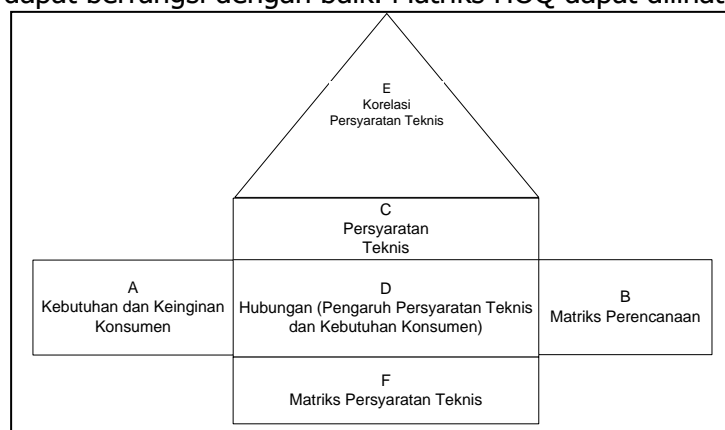 dapat berfungsi dengan baik. Matriks HOQ dapat dilihat
E
Korelasi
Persyaratan Teknis
C
Persyaratan
Teknis
A
Kebutuhan dan Keinginan
Konsumen
D
Hubungan (Pengaruh Persyaratan Teknis
dan Kebutuhan Konsumen)
B
Matriks Perencanaan
F
Matriks Persyaratan Teknis